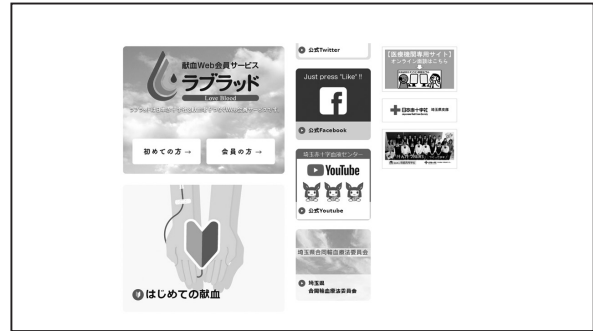 献血Web会員サービス
ラブラッド
Love Blood
初めての方 →
会員の方 →
はじめての献血
公式Twitter
Just press "Like" !!
公式Facebook
埼玉赤十字血液センター
YouTube
公式Youtube
埼玉県合同輸血療法委員会
埼玉県
合同輸血療法委員会
【医療機関専用サイト】
オンライン面談はこちら
日本赤十字社 埼玉県支部